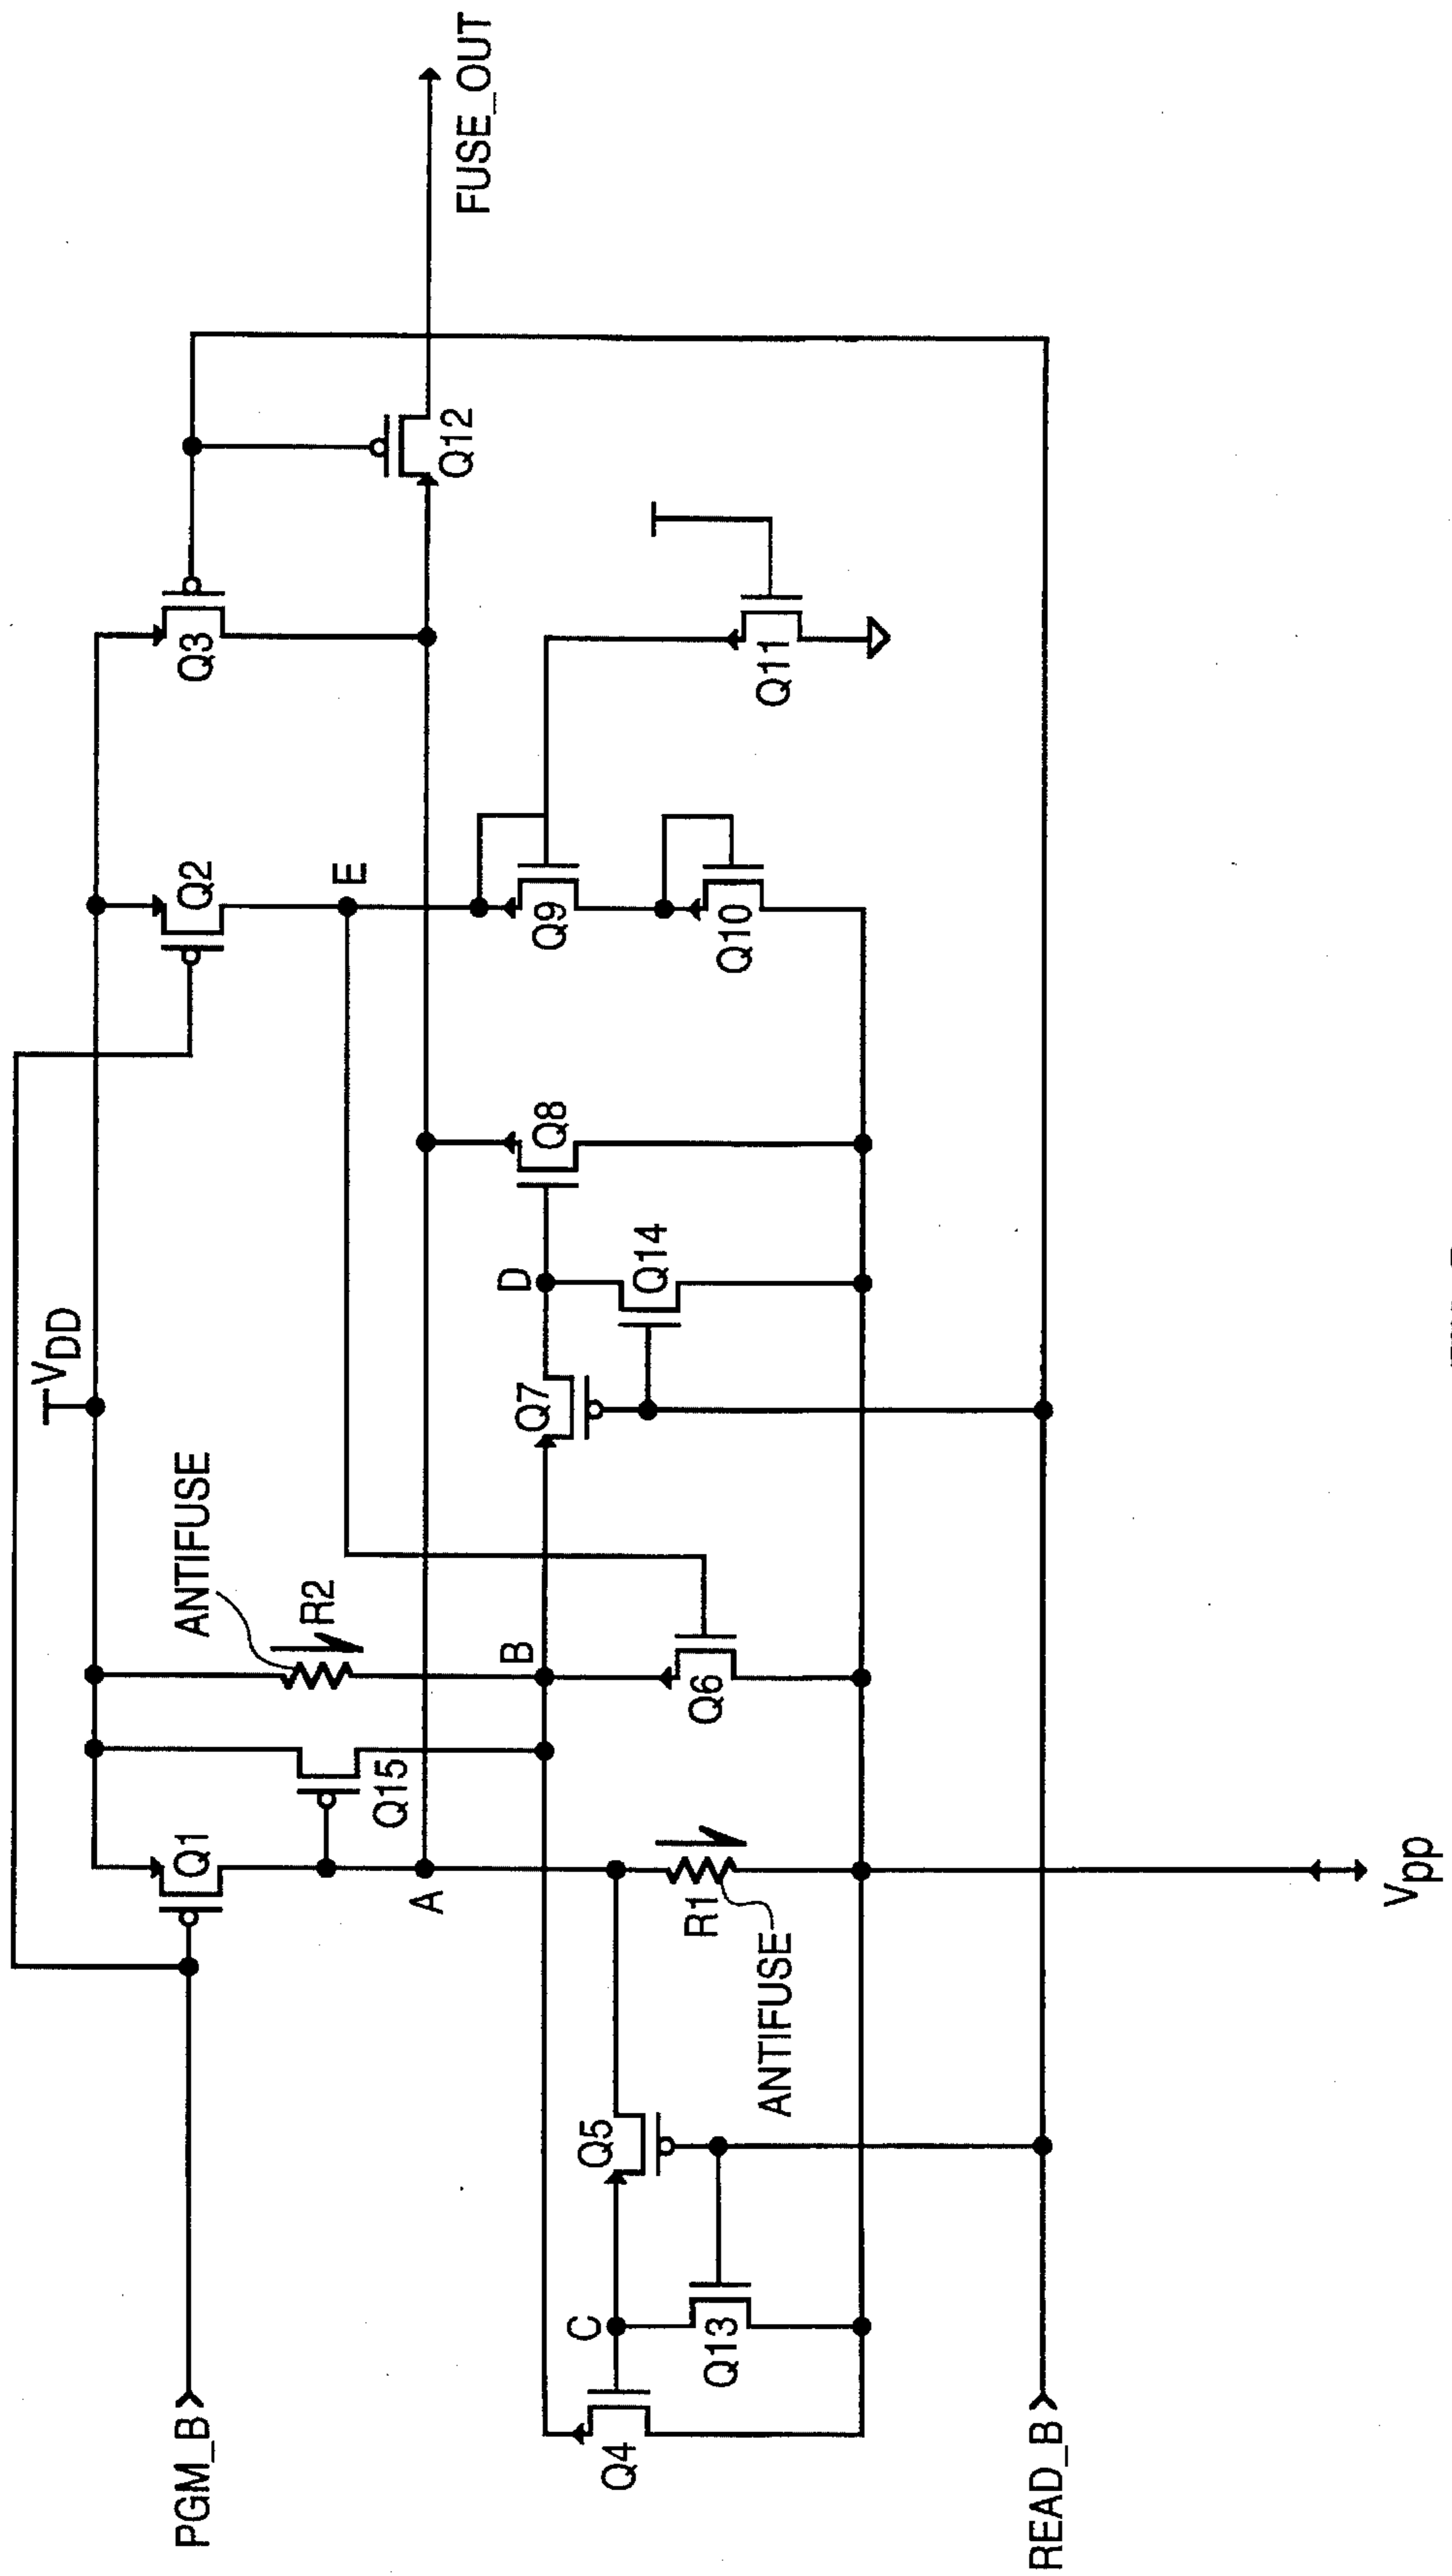 PGM_B
READ_B
VDD
Vpp
FUSE_OUT
ANTIFUSE
R2
ANTIFUSE
R1
Q1
Q15
Q2
E
Q3
Q12
A
B
Q7
D
Q8
Q9
Q5
C
Q4
Q13
Q6
Q14
Q10
Q11